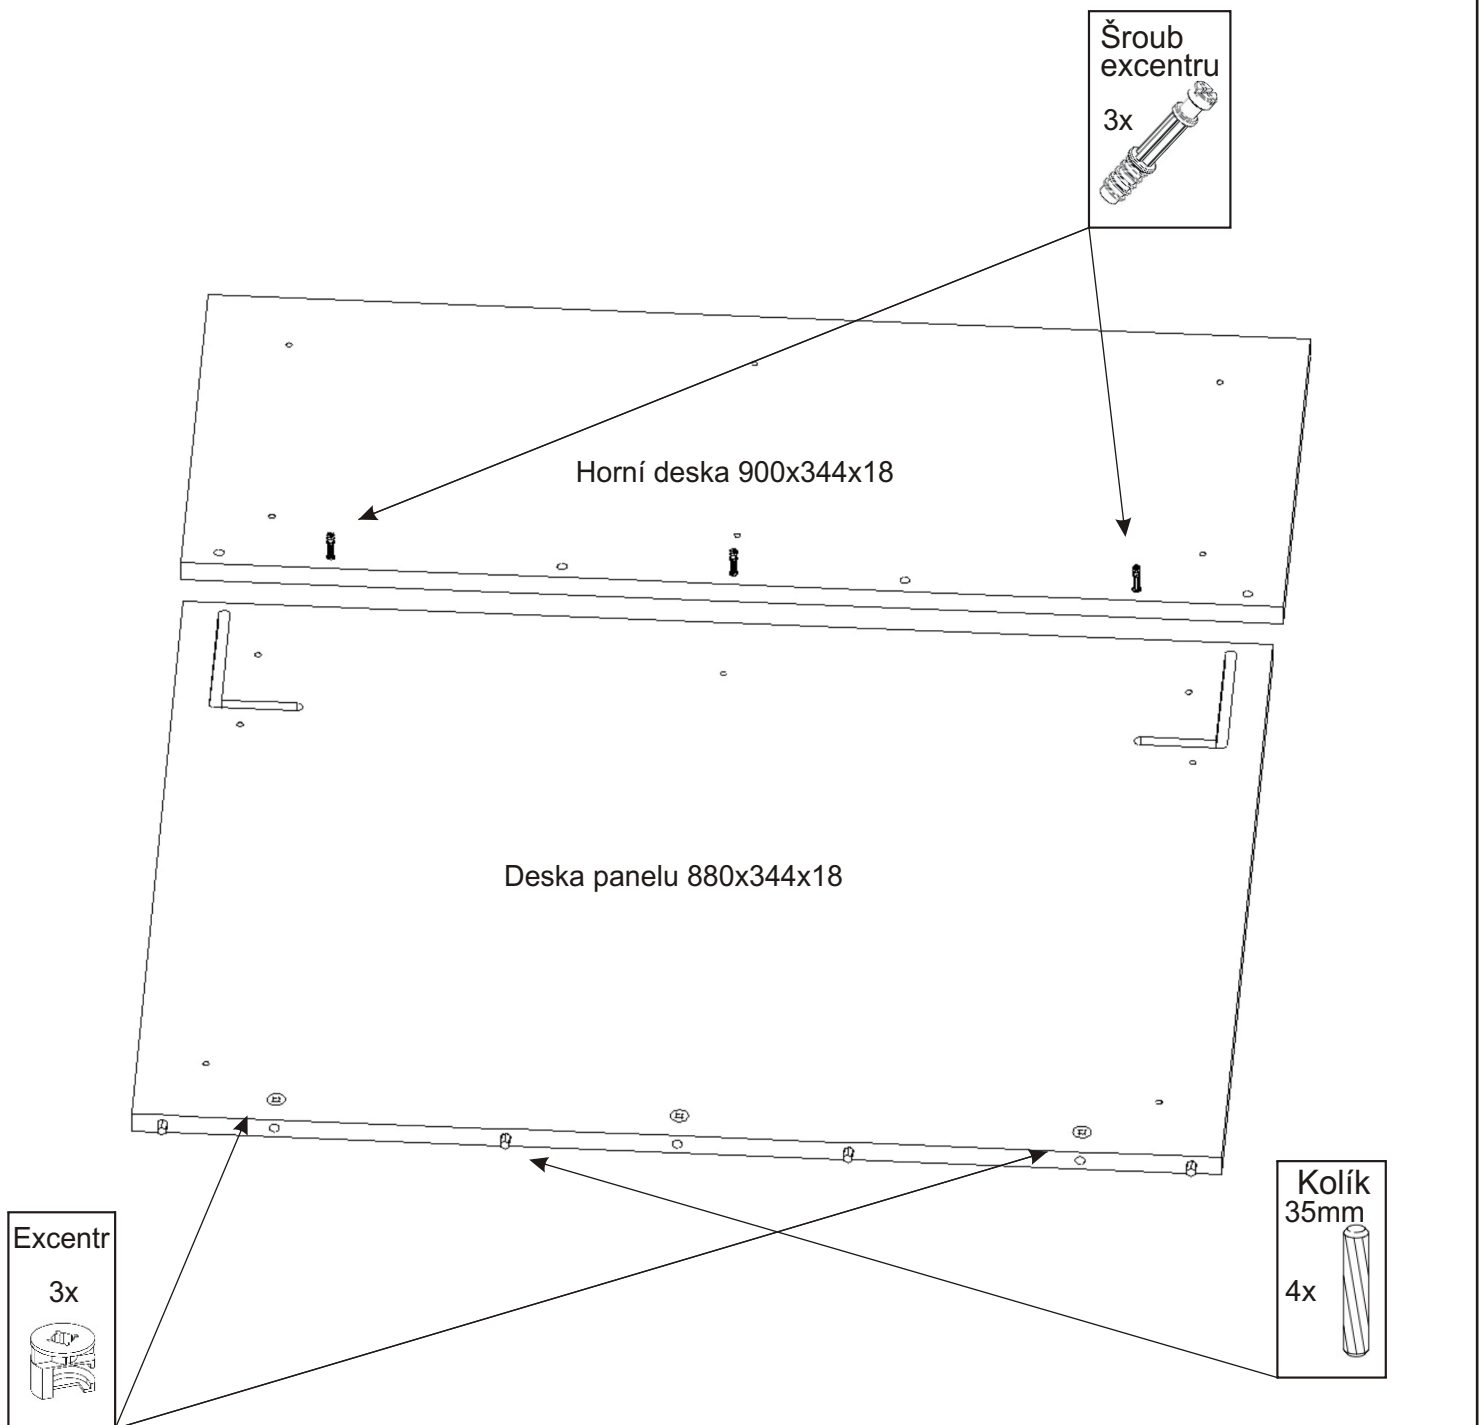 Šroub
excentru
3x
Horní deska 900x344x18
Deska panelu 880x344x18
Excentr
3x
Kolík
35mm
4x